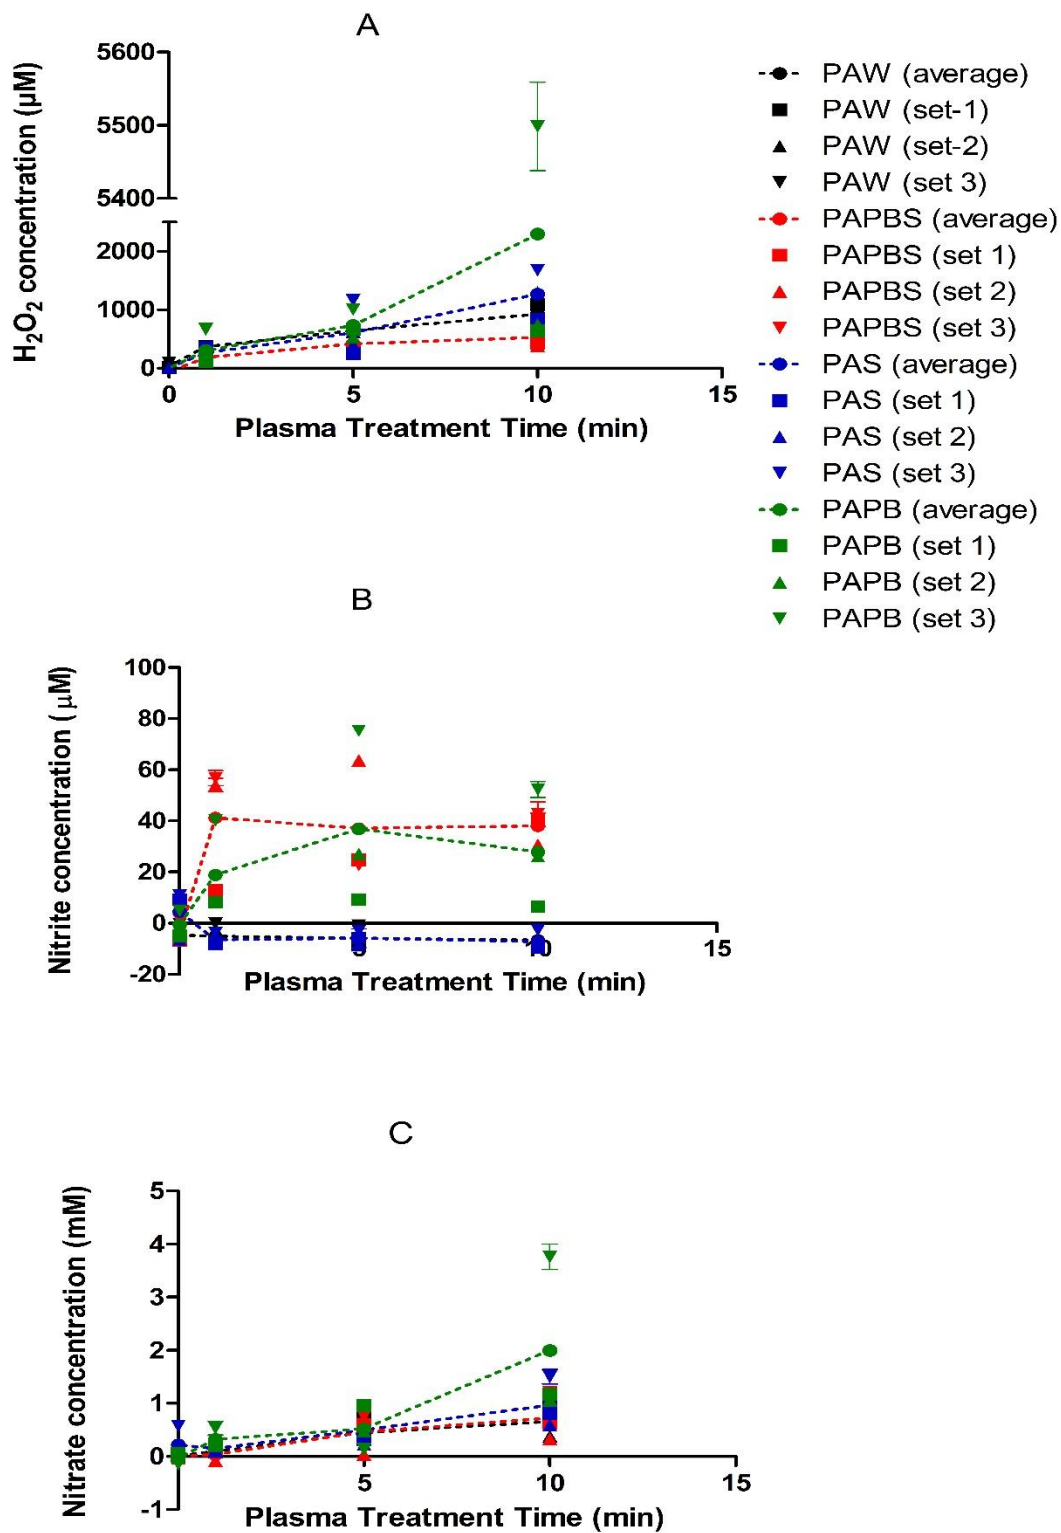 A
H₂O₂ concentration (µM)
5600
5500
5400
2000
1000
0
0
5
10
15
Plasma Treatment Time (min)
PAW (average)
PAW (set-1)
PAW (set-2)
PAW (set 3)
PAPBS (average)
PAPBS (set 1)
PAPBS (set 2)
PAPBS (set 3)
PAS (average)
PAS (set 1)
PAS (set 2)
PAS (set 3)
PAPB (average)
PAPB (set 1)
PAPB (set 2)
PAPB (set 3)
B
Nitrite concentration (µM)
100
80
60
40
20
0
-20
15
Plasma Treatment Time (min)
C
Nitrate concentration (mM)
5
4
3
2
1
0
-1
5
10
15
Plasma Treatment Time (min)